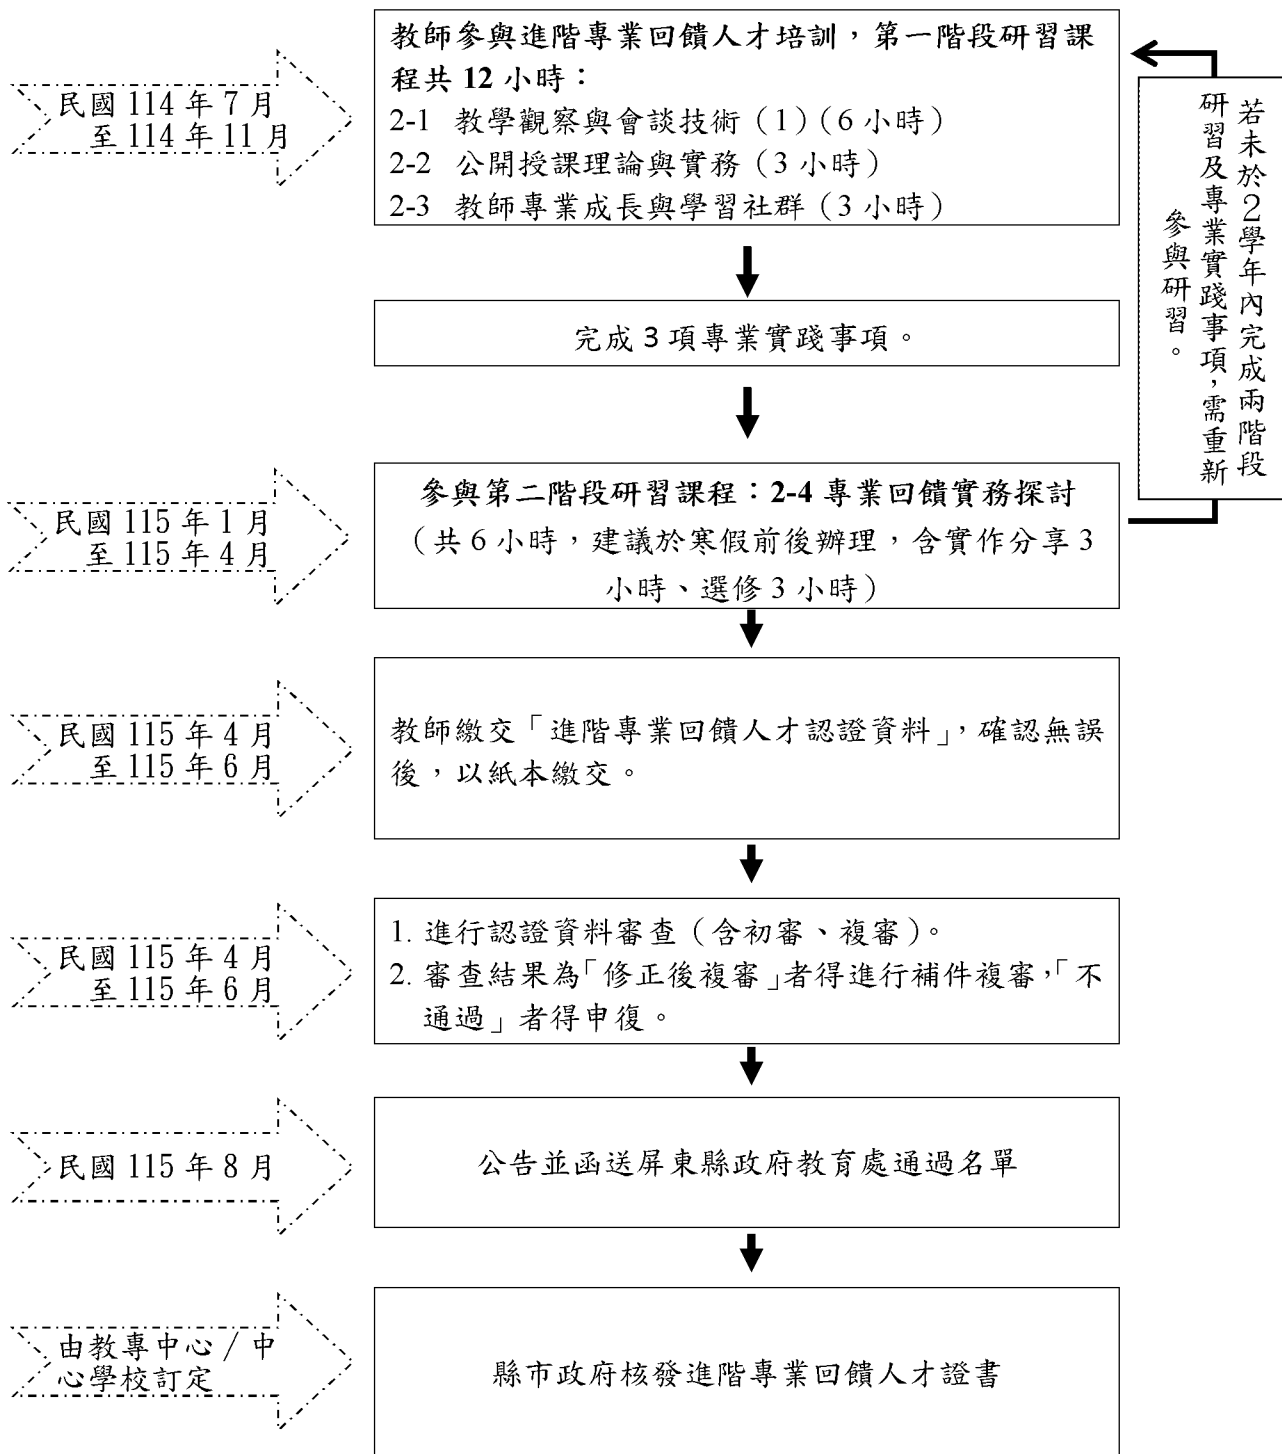 民國 114 年 7 月
至 114 年 11 月
教師參與進階專業回饋人才培訓，第一階段研習課
程共 12 小時：
2-1 教學觀察與會談技術（1）（6 小時）
2-2 公開授課理論與實務（3 小時）
2-3 教師專業成長與學習社群（3 小時）
若未於2學年內完成兩階段
研習及專業實踐事項，需重新
參與研習。
完成 3 項專業實踐事項。
民國 115 年 1 月
至 115 年 4 月
參與第二階段研習課程：2-4 專業回饋實務探討
（共 6 小時，建議於寒假前後辦理，含實作分享 3
小時、選修 3 小時）
民國 115 年 4 月
至 115 年 6 月
教師繳交「進階專業回饋人才認證資料」，確認無誤
後，以紙本繳交。
民國 115 年 4 月
至 115 年 6 月
1. 進行認證資料審查（含初審、複審）。
2. 審查結果為「修正後複審」者得進行補件複審，「不
通過」者得申復。
民國 115 年 8 月
公告並函送屏東縣政府教育處通過名單
由教專中心 / 中
心學校訂定
縣市政府核發進階專業回饋人才證書